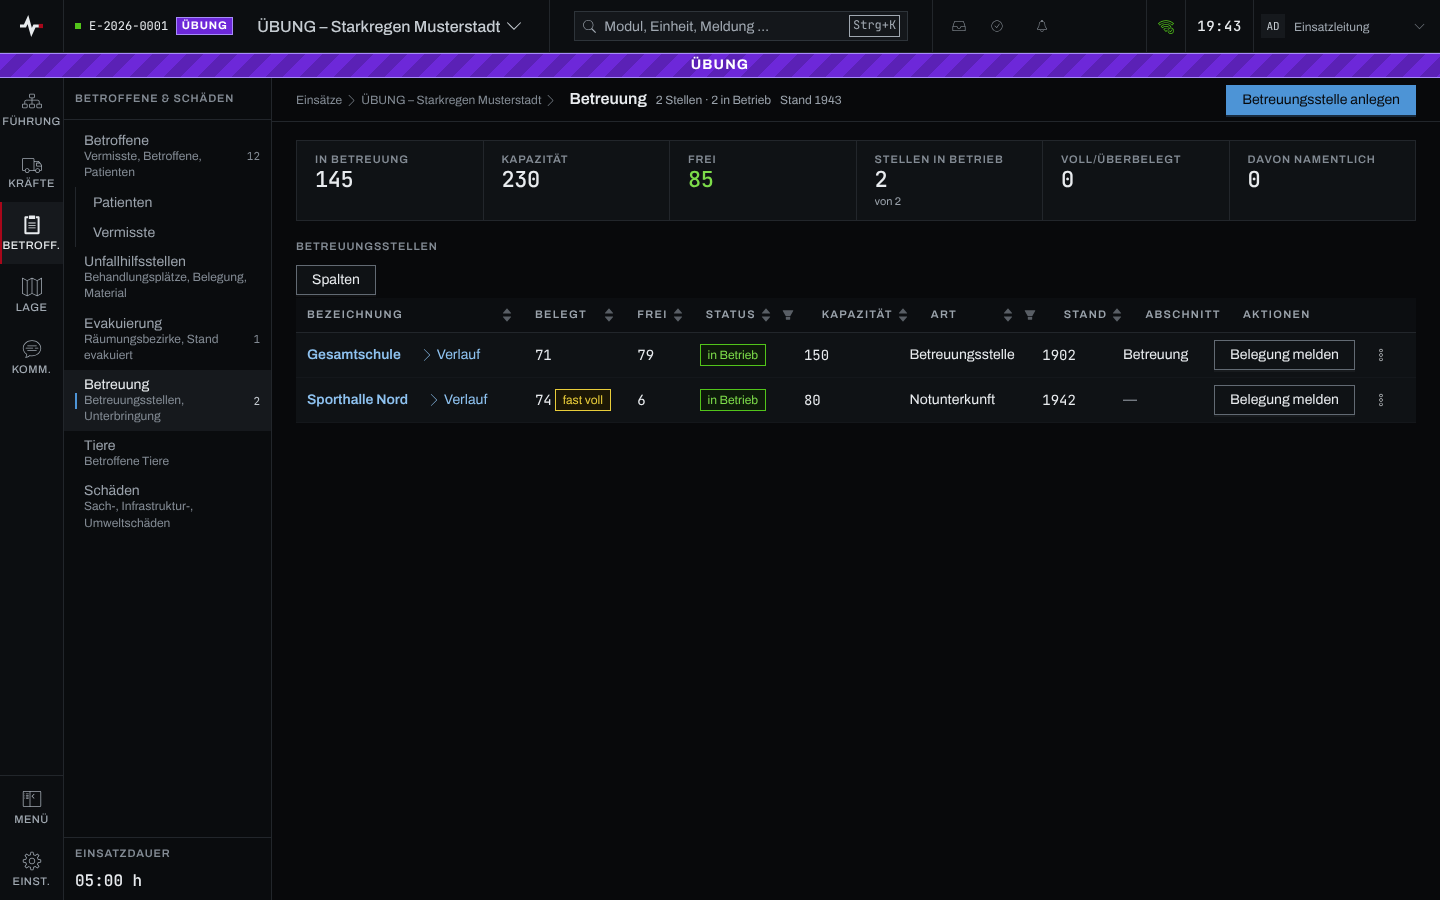 E-2026-0001 ÜBUNG ÜBUNG – Starkregen Musterstadt Modul, Einheit, Meldung ... Strg+K 19:43 AD Einsatzleitung
ÜBUNG
FÜHRUNG
KRÄFTE
BETROFF.
LAGE
KOMM.
MENÜ
EINST.
BETROFFENE & SCHÄDEN
Betroffene
Vermisste, Betroffene, 12
Patienten
Patienten
Vermisste
Unfallhilfsstellen
Behandlungsplätze, Belegung,
Material
Evakuierung
Räumungsbezirke, Stand 1
evakuiert
Betreuung
Betreuungsstellen, 2
Unterbringung
Tiere
Betroffene Tiere
Schäden
Sach-, Infrastruktur-,
Umweltschäden
EINSATZDAUER
05:00 h
Einsätze ÜBUNG – Starkregen Musterstadt Betreuung 2 Stellen · 2 in Betrieb Stand 1943 Betreuungsstelle anlegen
IN BETREUUNG KAPAZITÄT FREI STELLEN IN BETRIEB VOLL/ÜBERBELEGT DAVON NAMENTLICH
145 230 85 2 0 0
von 2
BETREUUNGSSTELLEN
Spalten
BEZEICHNUNG BELEGT FREI STATUS KAPAZITÄT ART STAND ABSCHNITT AKTIONEN
Gesamtschule Verlauf 71 79 in Betrieb 150 Betreuungsstelle 1902 Betreuung Belegung melden
Sporthalle Nord Verlauf 74 fast voll 6 in Betrieb 80 Notunterkunft 1942 — Belegung melden